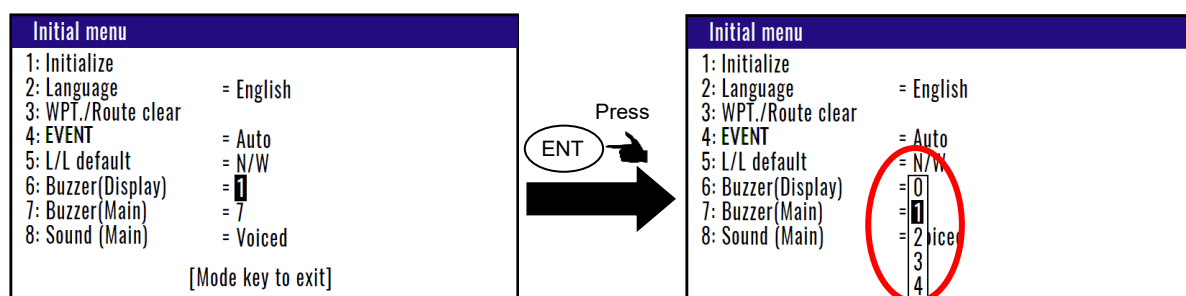 Initial menu
1: Initialize
2: Language = English
3: WPT./Route clear
4: EVENT = Auto
5: L/L default = N/W
6: Buzzer(Display) = 1
7: Buzzer(Main) = 7
8: Sound (Main) = Voiced
[Mode key to exit]
Press
ENT
Initial menu
1: Initialize
2: Language = English
3: WPT./Route clear
4: EVENT = Auto
5: L/L default = N/W
6: Buzzer(Display) = 0
7: Buzzer(Main) = 1
8: Sound (Main) = 2 oiced
3
4